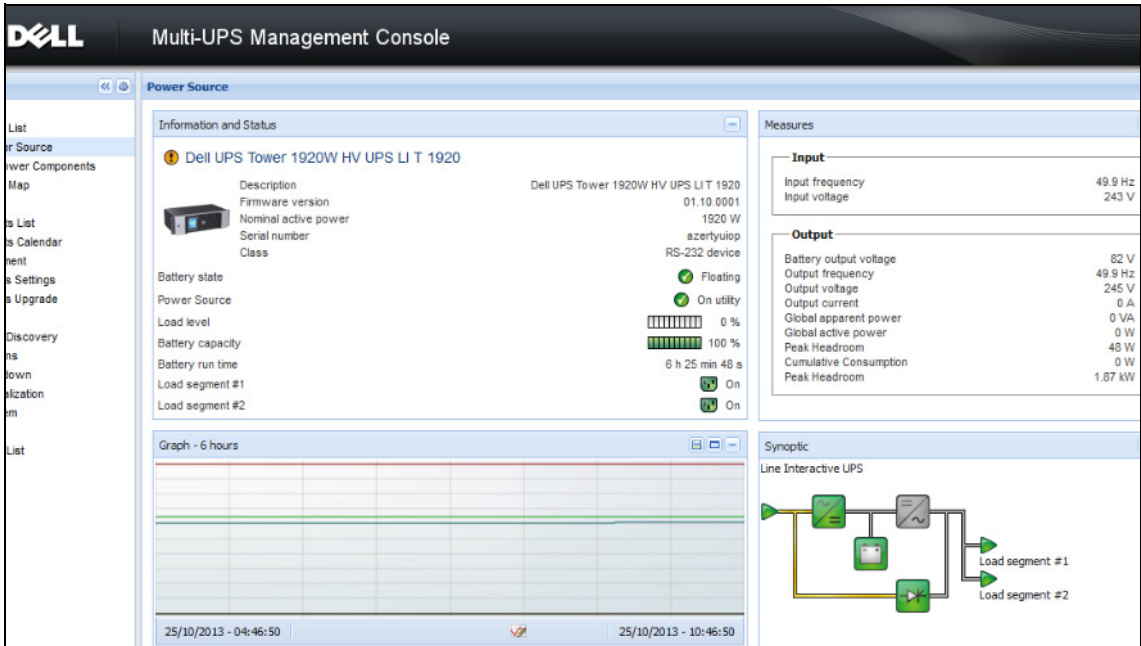 DELL
Multi-UPS Management Console
Power Source
List
er Source
ower Components
Map
ts List
ts Calendar
ment
s Settings
s Upgrade
Discovery
ns
down
alization
em
List
Information and Status
Dell UPS Tower 1920W HV UPS LI T 1920
Description Dell UPS Tower 1920W HV UPS LI T 1920
Firmware version 01.10.0001
Nominal active power 1920 W
Serial number azertyuiop
Class RS-232 device
Battery state Floating
Power Source On utility
Load level 0 %
Battery capacity 100 %
Battery run time 6 h 25 min 48 s
Load segment #1 On
Load segment #2 On
Measures
Input
Input frequency 49.9 Hz
Input voltage 243 V
Output
Battery output voltage 82 V
Output frequency 49.9 Hz
Output voltage 245 V
Output current 0 A
Global apparent power 0 VA
Global active power 0 W
Peak Headroom 48 W
Cumulative Consumption 0 W
Peak Headroom 1.87 kW
Graph - 6 hours
25/10/2013 - 04:46:50 25/10/2013 - 10:46:50
Synoptic
Line Interactive UPS
Load segment #1
Load segment #2